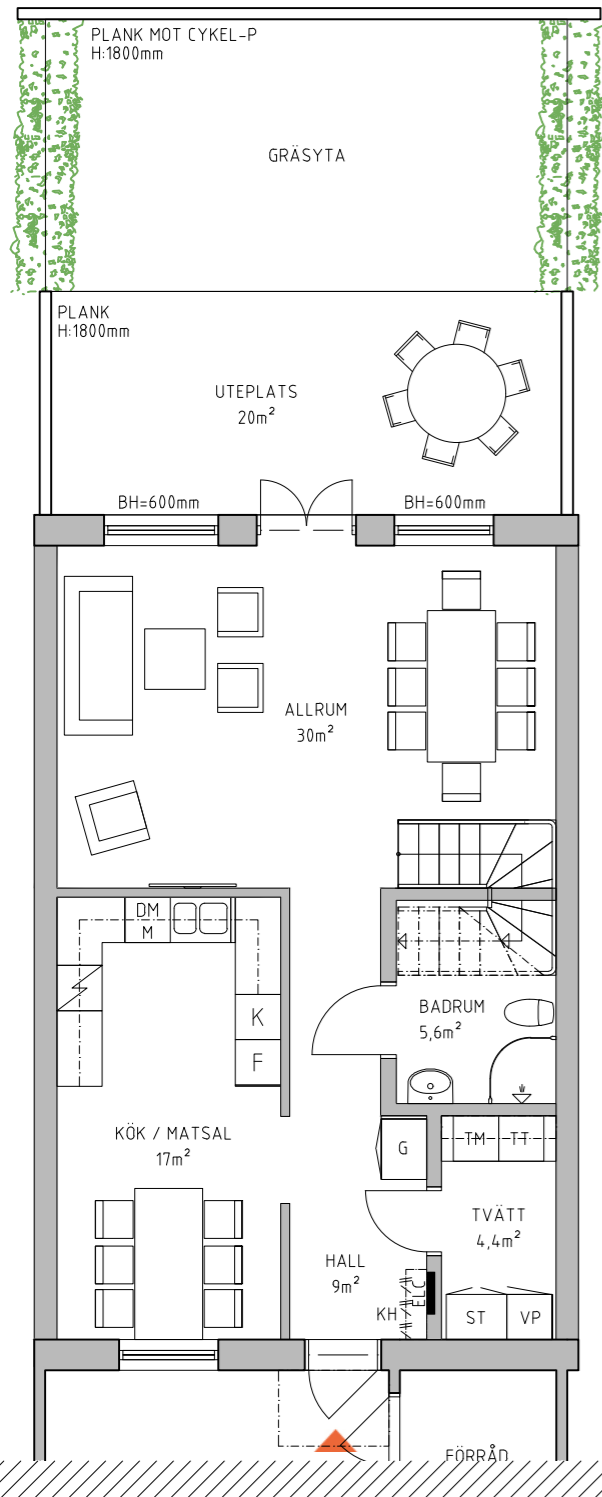 PLANK MOT CYKEL-P
H:1800mm
GRÄSYTA
PLANK
H:1800mm
UTEPLATS
20m²
BH=600mm
BH=600mm
ALLRUM
30m²
DM
M
K
F
BADRUM
5,6m²
KÖK / MATSAL
17m²
G
TM
TT
TVÄTT
4,4m²
HALL
9m²
ELC
KH
ST
VP
FÖRRÅD